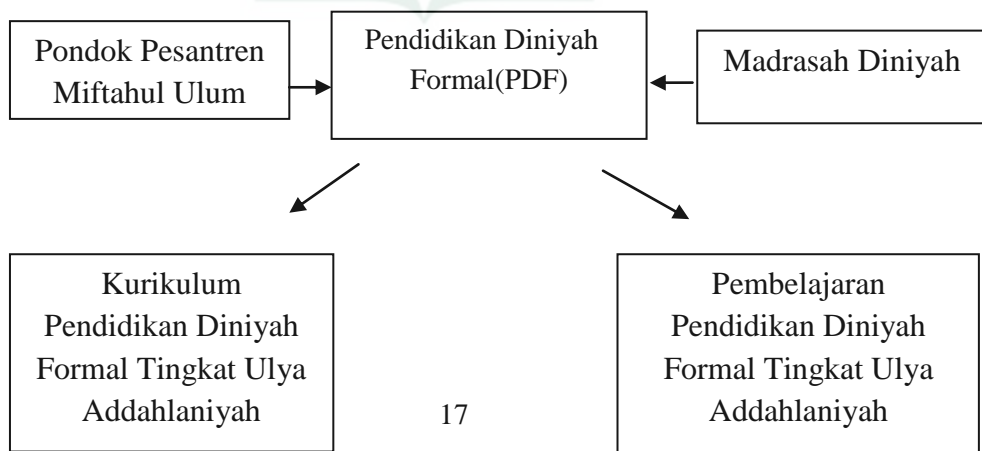 Pondok Pesantren
Miftahul Ulum
Pendidikan Diniyah
Formal(PDF)
Madrasah Diniyah
Kurikulum
Pendidikan Diniyah
Formal Tingkat Ulya
Addahlaniyah
17
Pembelajaran
Pendidikan Diniyah
Formal Tingkat Ulya
Addahlaniyah